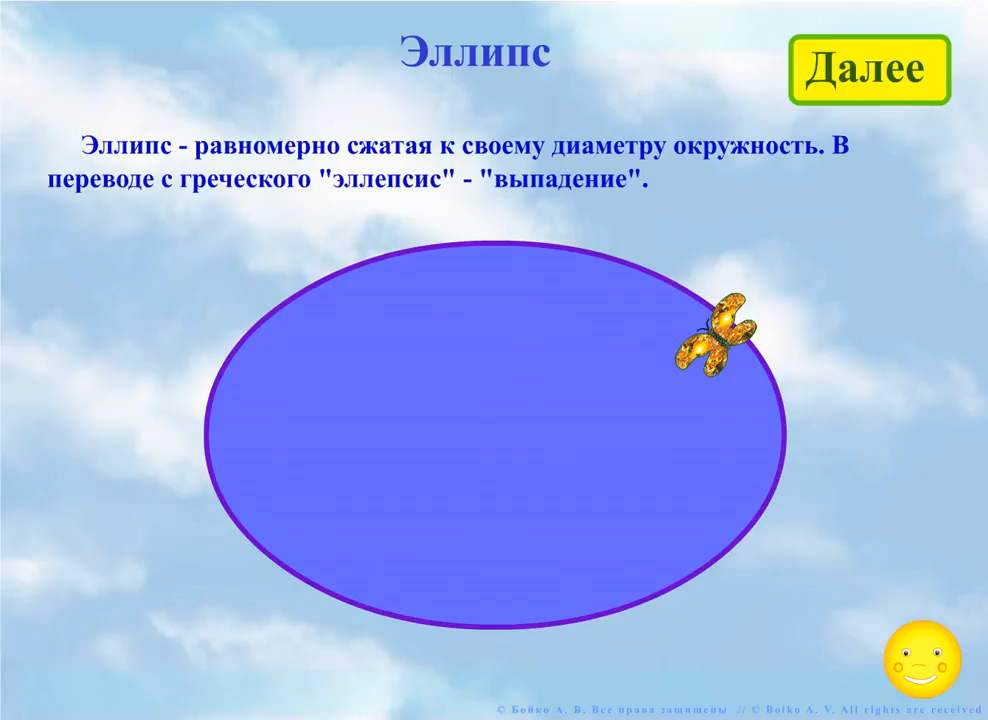 Эллипс
Далее
Эллипс - равномерно сжатая к своему диаметру окружность. В
переводе с греческого "эллепсис" - "выпадение".
© Бойко А. В. Все права защищены // © Boiko A. V. All rights are received